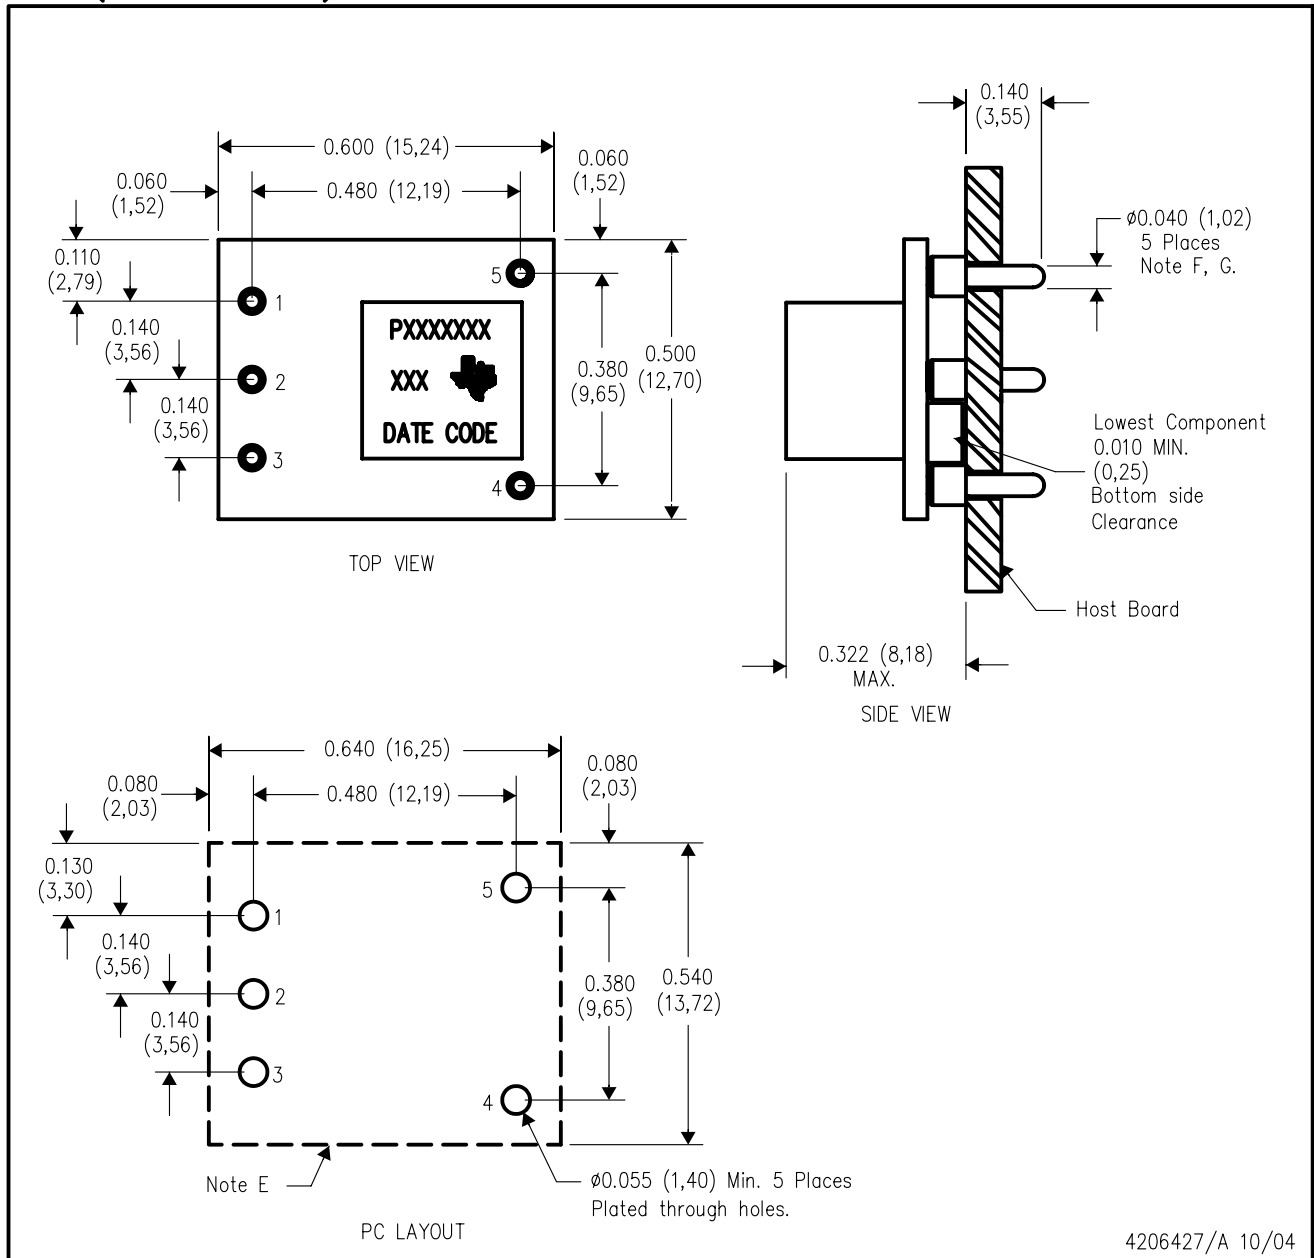 0.140
(3,55)
0.600 (15,24)
0.060
(1,52)
0.480 (12,19)
0.060
(1,52)
0.110
(2,79)
ø0.040 (1,02)
5 Places
Note F, G.
5
1
PXXXXXXX
0.140
(3,56)
XXX
2
0.380
(9,65)
0.500
(12,70)
0.140
(3,56)
DATE CODE
3
4
Lowest Component
0.010 MIN.
(0,25)
Bottom side
Clearance
TOP VIEW
Host Board
0.322 (8,18)
MAX.
SIDE VIEW
0.640 (16,25)
0.080
(2,03)
0.480 (12,19)
0.080
(2,03)
0.130
(3,30)
5
1
0.140
(3,56)
2
0.380
(9,65)
0.540
(13,72)
0.140
(3,56)
3
4
Note E
ø0.055 (1,40) Min. 5 Places
Plated through holes.
PC LAYOUT
4206427/A 10/04